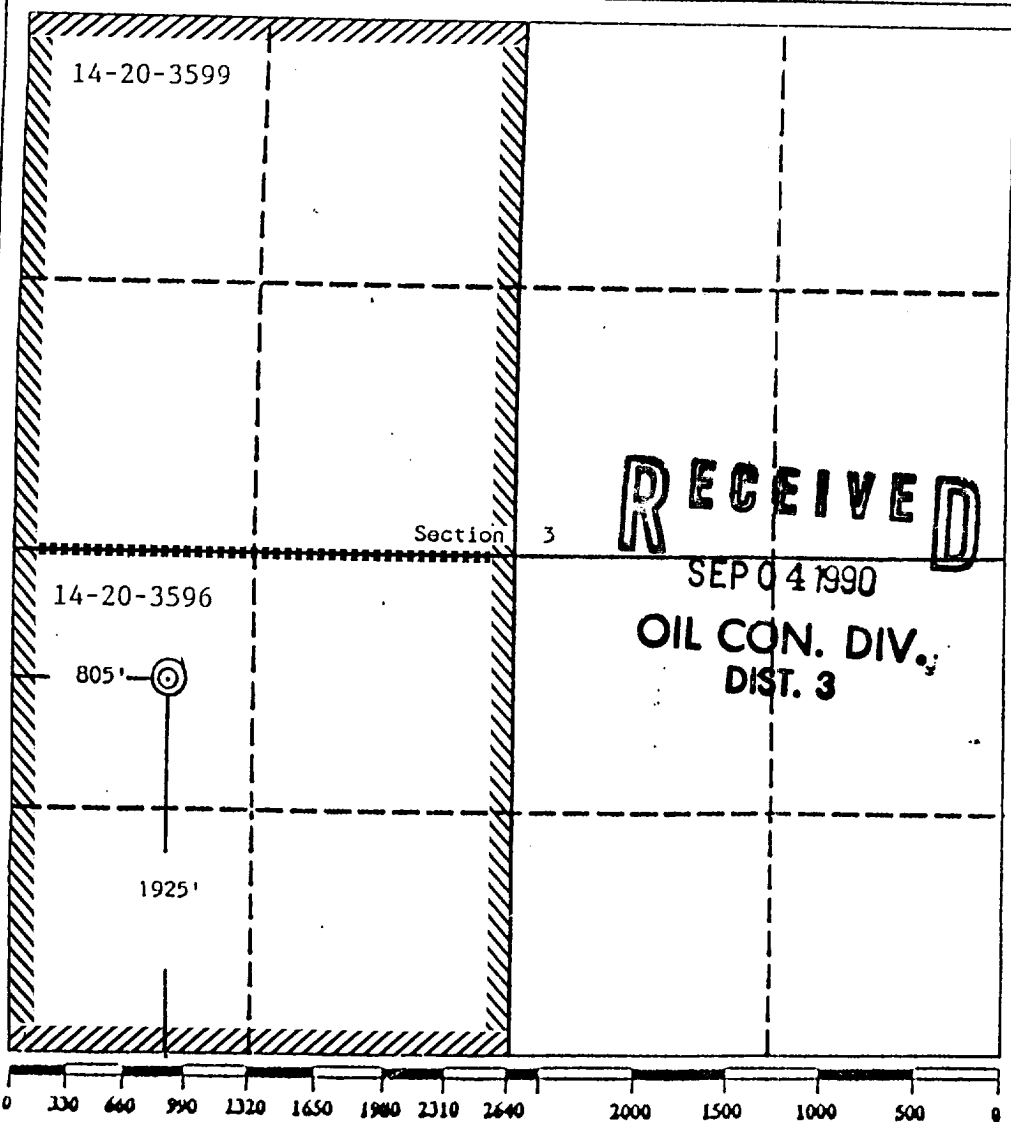 14-20-3599
Section 3
RECEIVED
SEP 04 1990
OIL CON. DIV.
DIST. 3
14-20-3596
805'
1925'
0 330 660 990 1320 1650 1980 2310 2640 2000 1500 1000 500 0